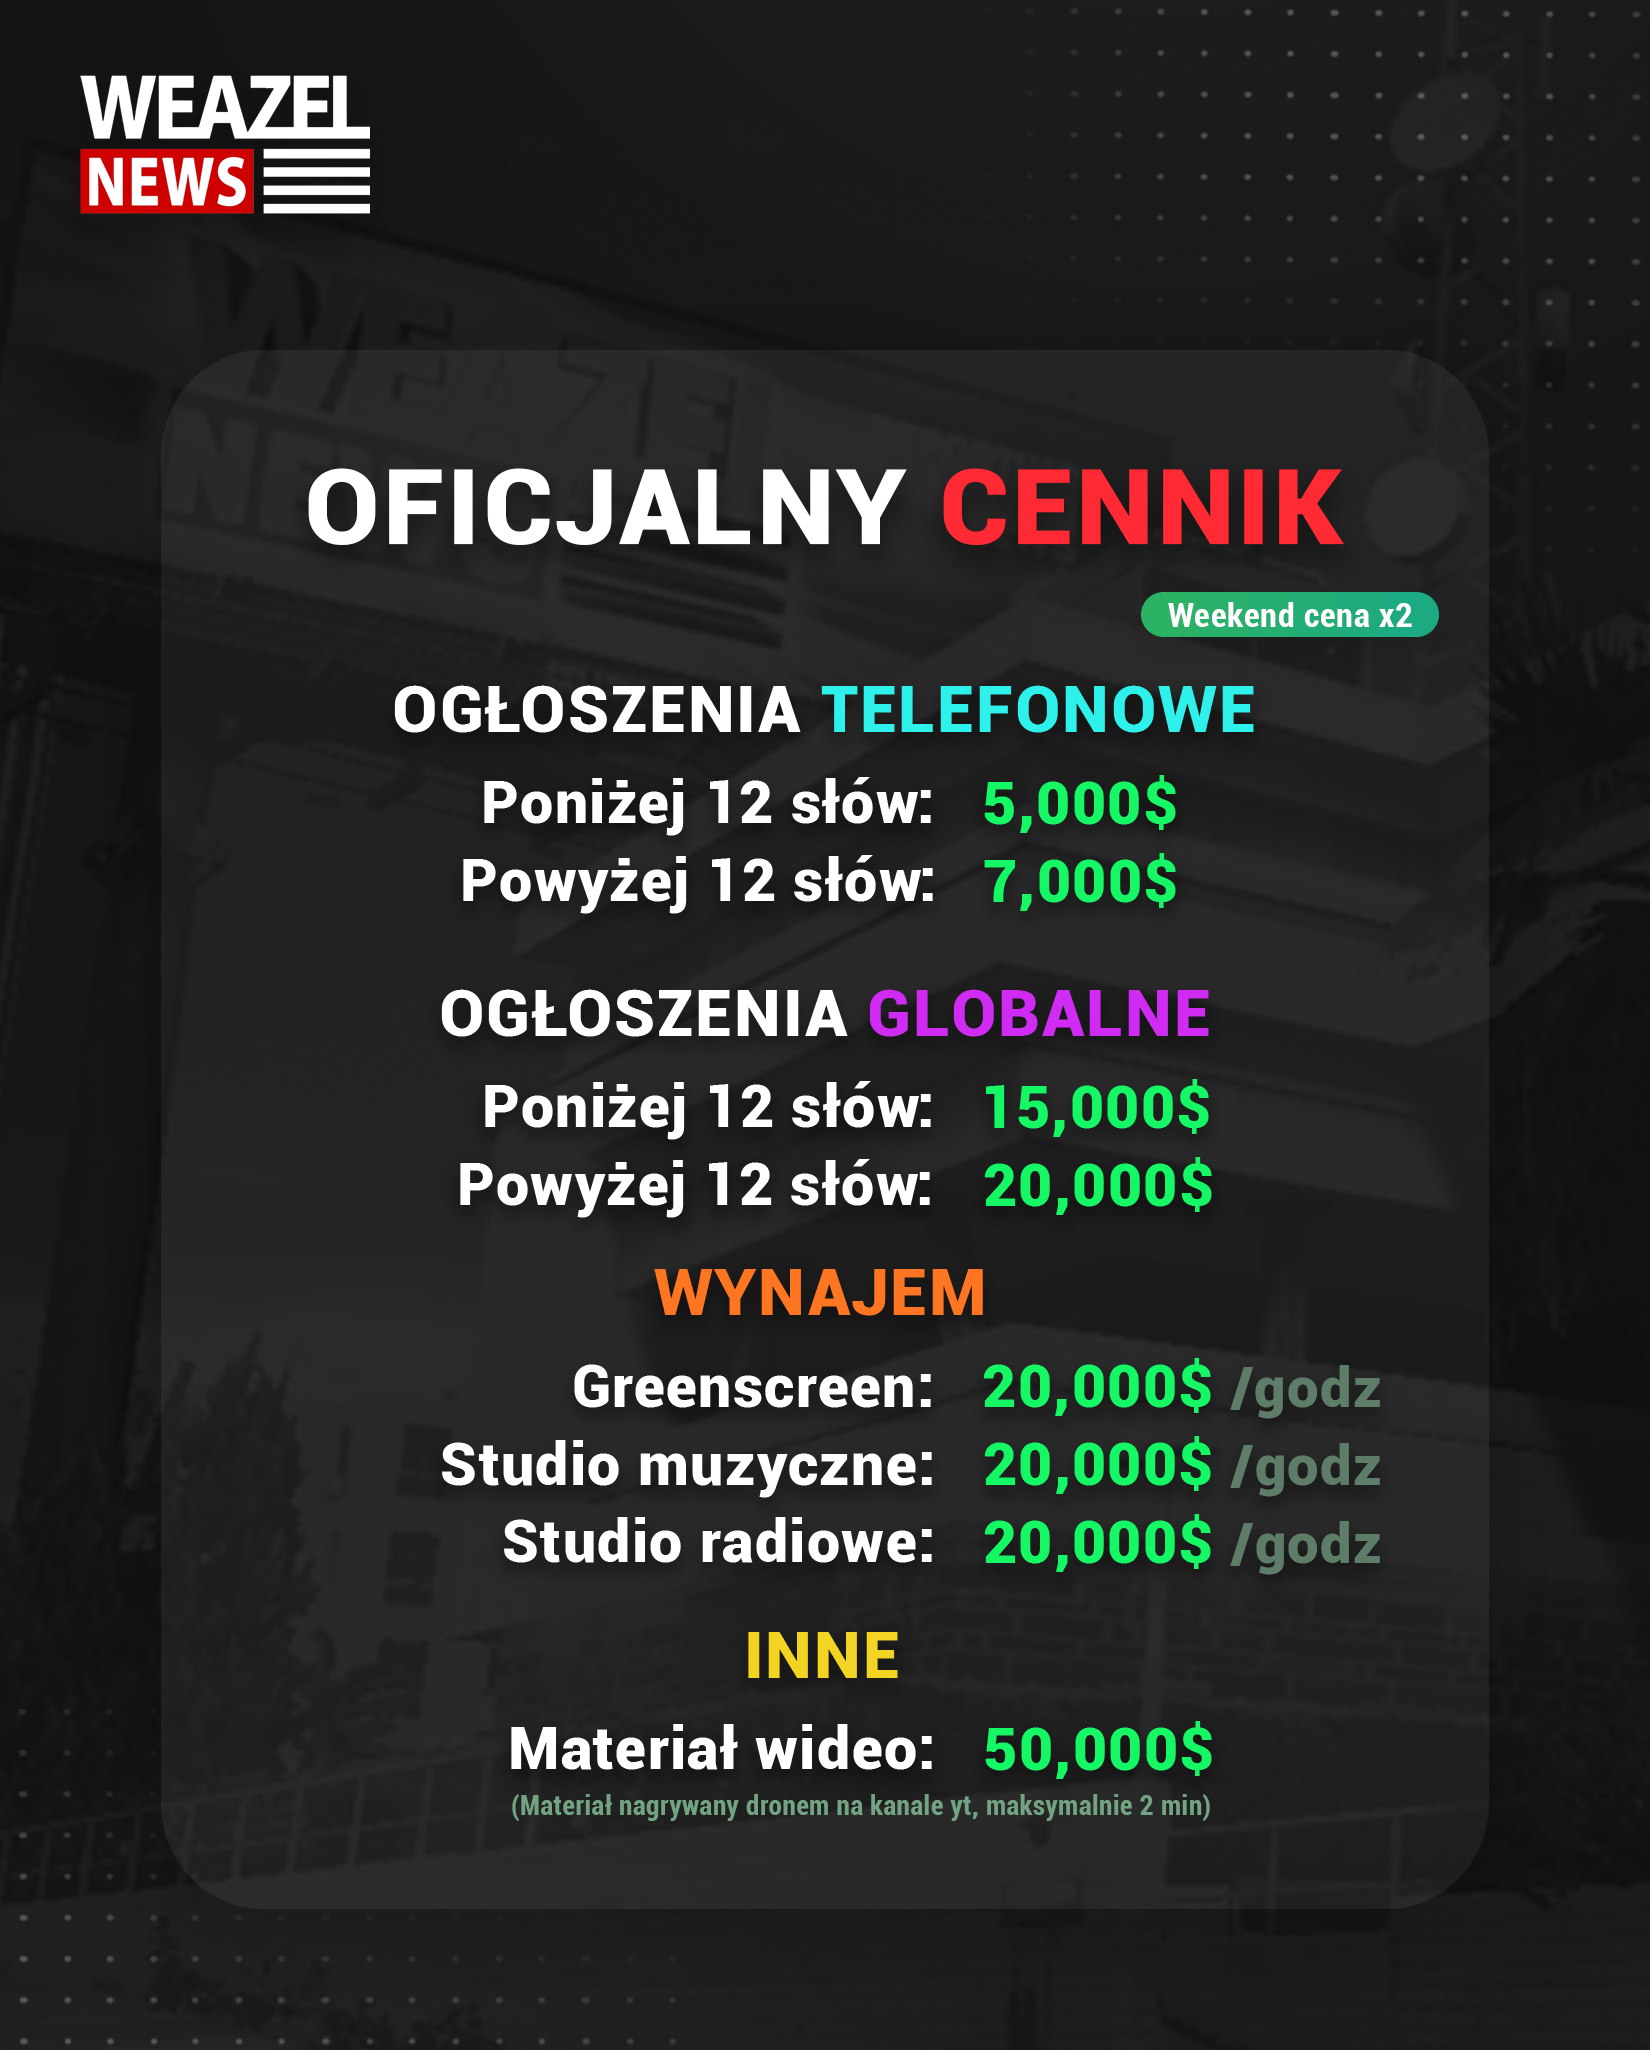 WEAZEL
NEWS
OFICJALNY CENNIK
Weekend cena x2
OGŁOSZENIA TELEFONOWE
Poniżej 12 słów: 5,000$
Powyżej 12 słów: 7,000$
OGŁOSZENIA GLOBALNE
Poniżej 12 słów: 15,000$
Powyżej 12 słów: 20,000$
WYNAJEM
Greenscreen: 20,000$ /godz
Studio muzyczne: 20,000$ /godz
Studio radiowe: 20,000$ /godz
INNE
Materiał wideo: 50,000$
(Materiał nagrywany dronem na kanale yt, maksymalnie 2 min)
WEAZEL
NEWS